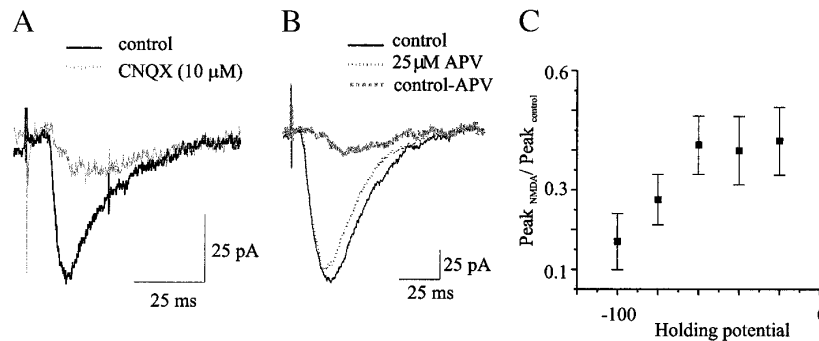 A
control
CNQX (10 μM)
25 pA
25 ms
B
control
25μM APV
control-APV
25 pA
25 ms
C
Peak NMDA/ Peak control
0.6
0.3
0.1
-100
0
Holding potential